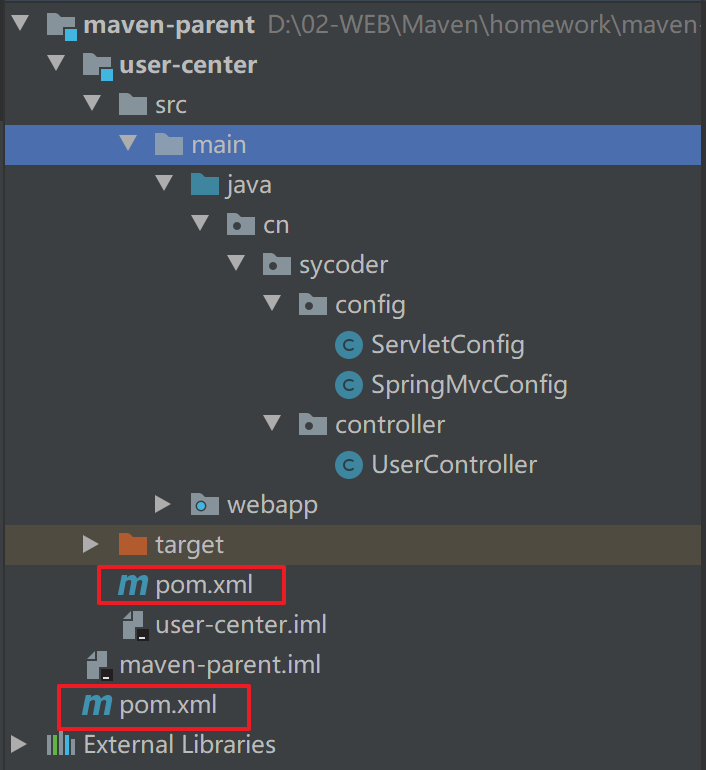 maven-parent D:\02-WEB\Maven\homework\maven-
user-center
src
main
java
cn
sycoder
config
C ServletConfig
C SpringMvcConfig
controller
C UserController
webapp
target
m pom.xml
user-center.iml
maven-parent.iml
m pom.xml
External Libraries